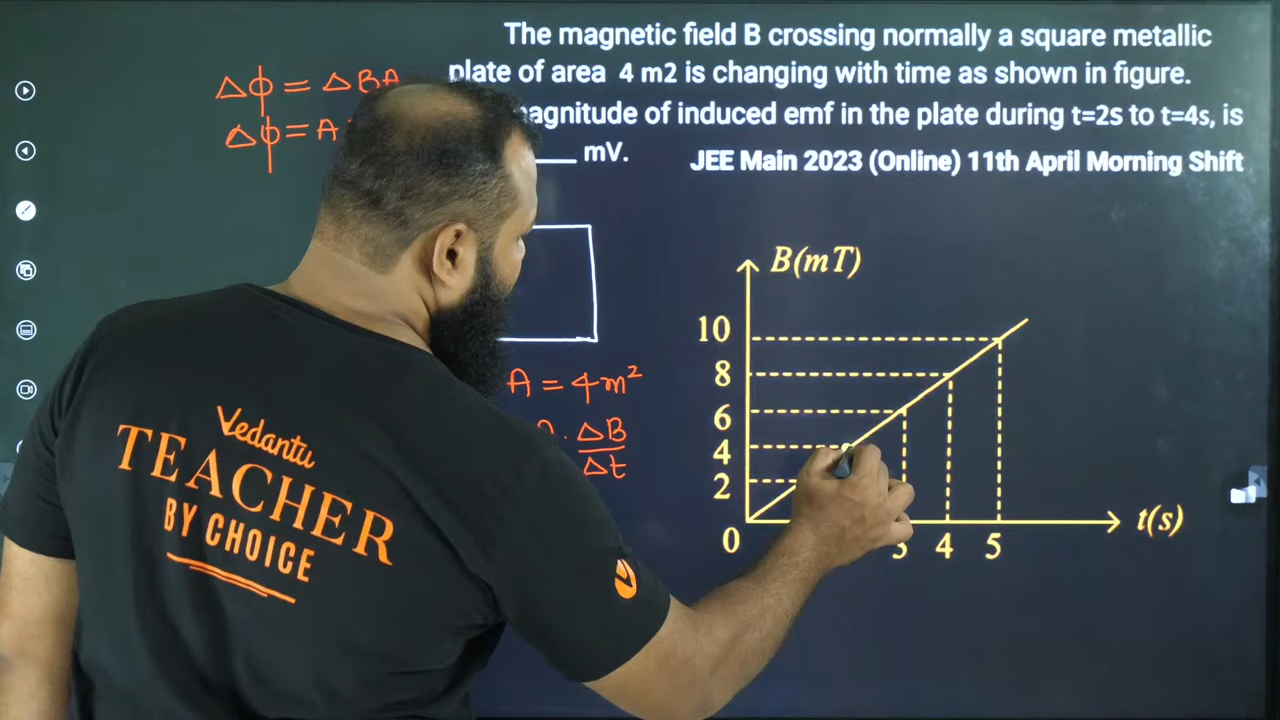 The magnetic field B crossing normally a square metallic
plate of area 4 m2 is changing with time as shown in figure.
agnitude of induced emf in the plate during t=2s to t=4s, is
____ mV.
JEE Main 2023 (Online) 11th April Morning Shift
Δϕ = ΔBA
Δϕ = A
A = 4m²
ΔB
Δt
B(mT)
10
8
6
4
2
0
3 4 5
t(s)
Vedantu
TEACHER
BY CHOICE